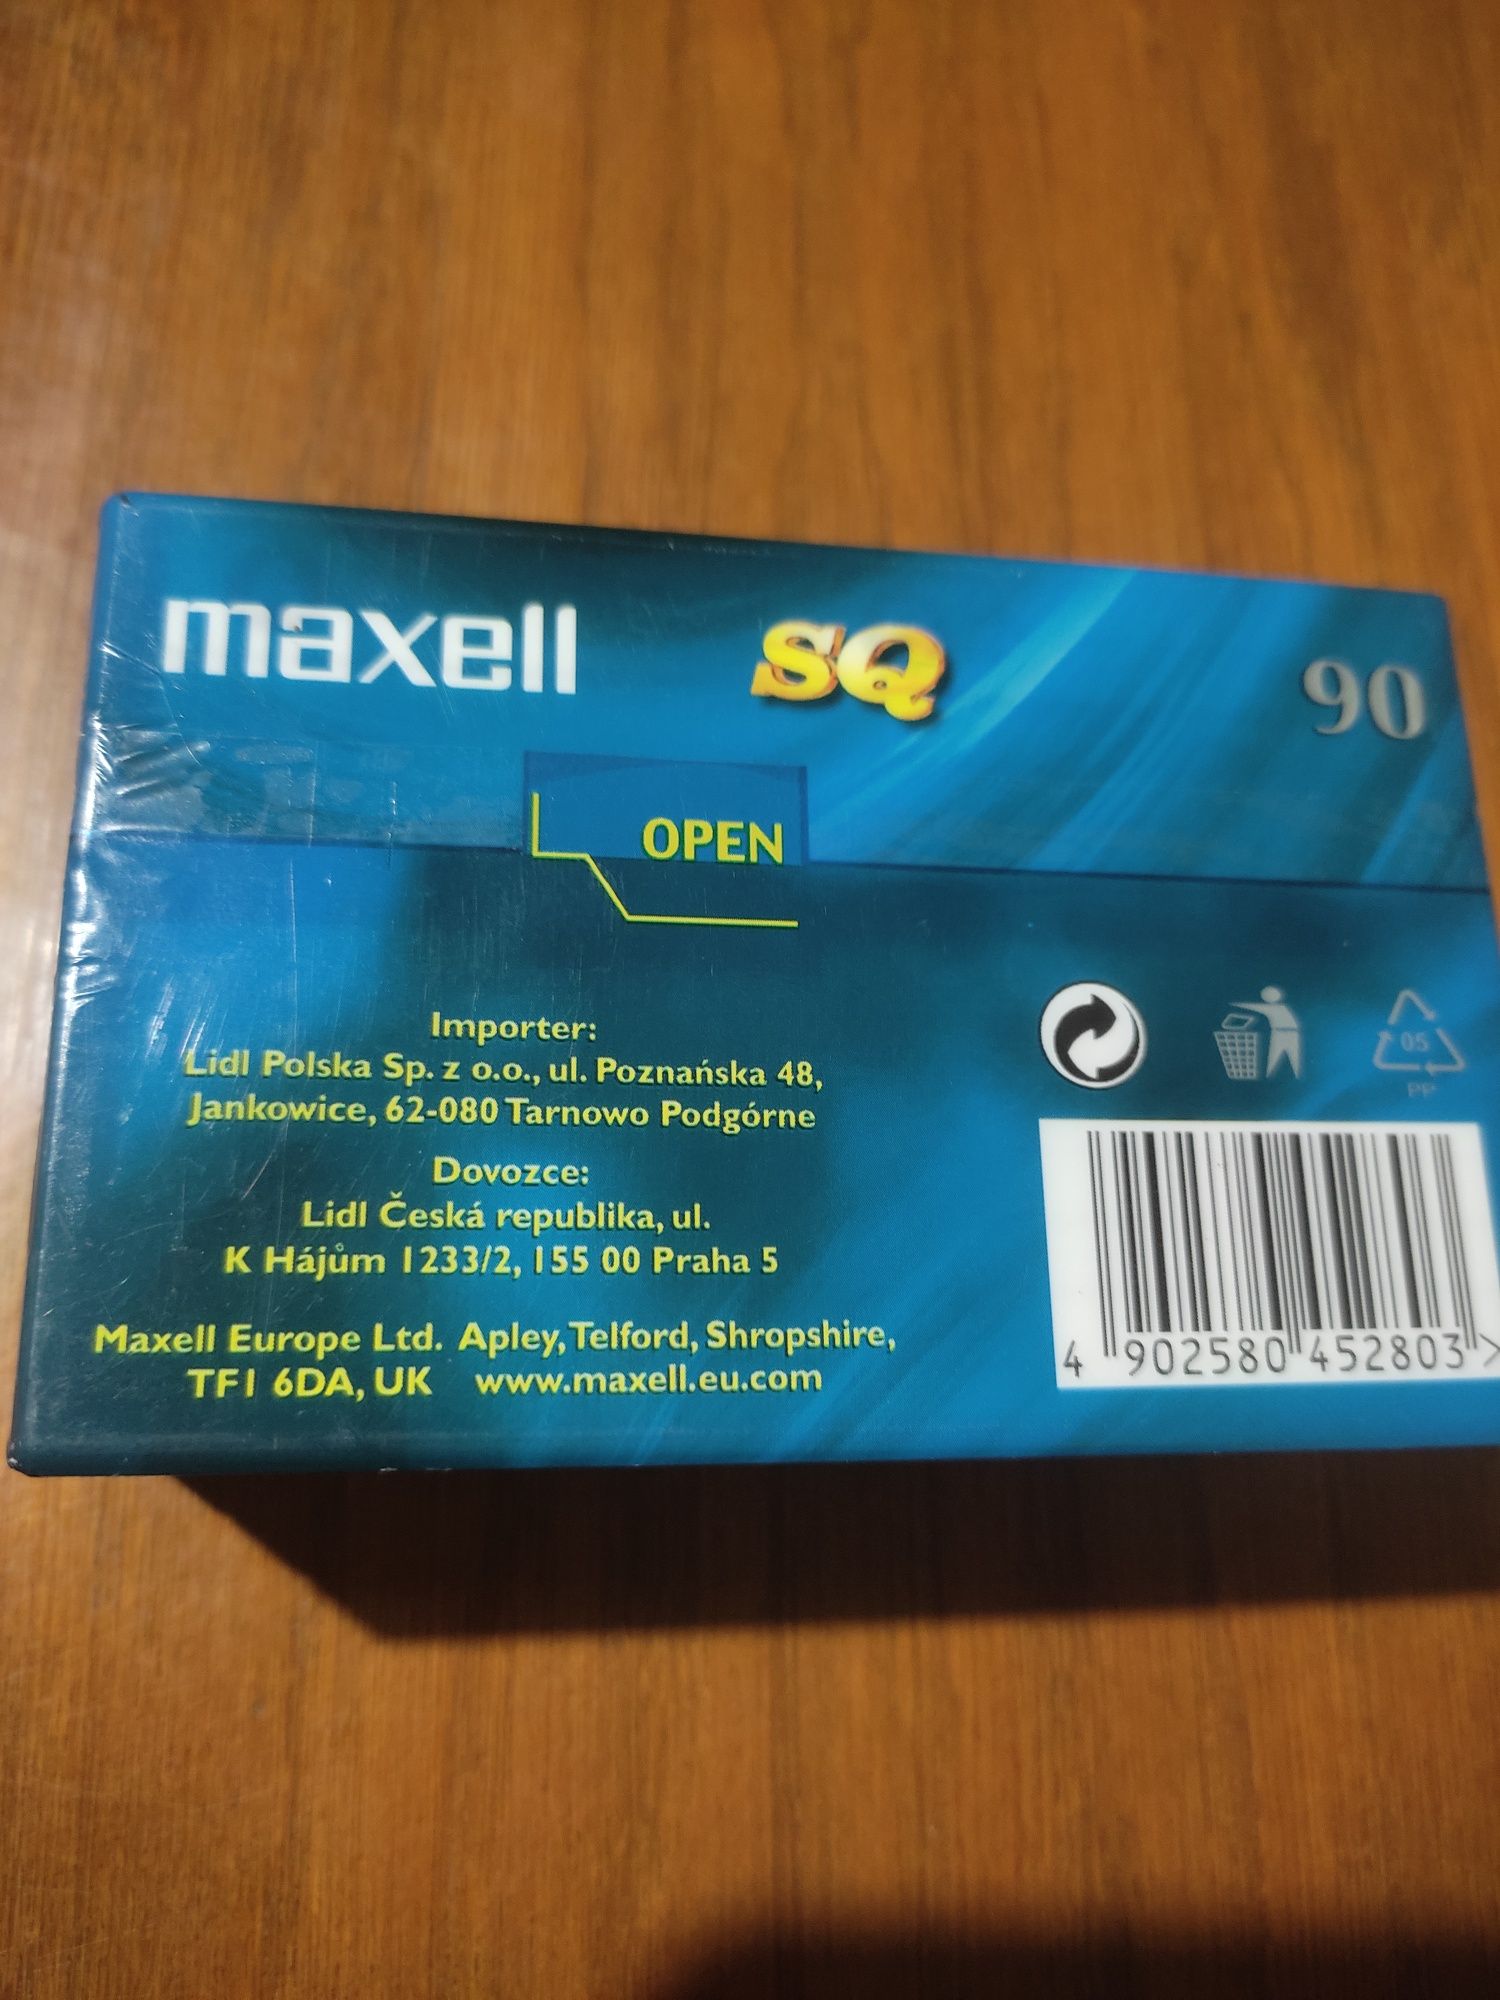 maxell SQ 90
OPEN
Importer:
Lidl Polska Sp. z o.o., ul. Poznańska 48,
Jankowice, 62-080 Tarnowo Podgórne
Dovozce:
Lidl Česká republika, ul.
K Hájům 1233/2, 155 00 Praha 5
Maxell Europe Ltd. Apley, Telford, Shropshire,
TF1 6DA, UK www.maxell.eu.com
05
PP
4 902580 452803 >